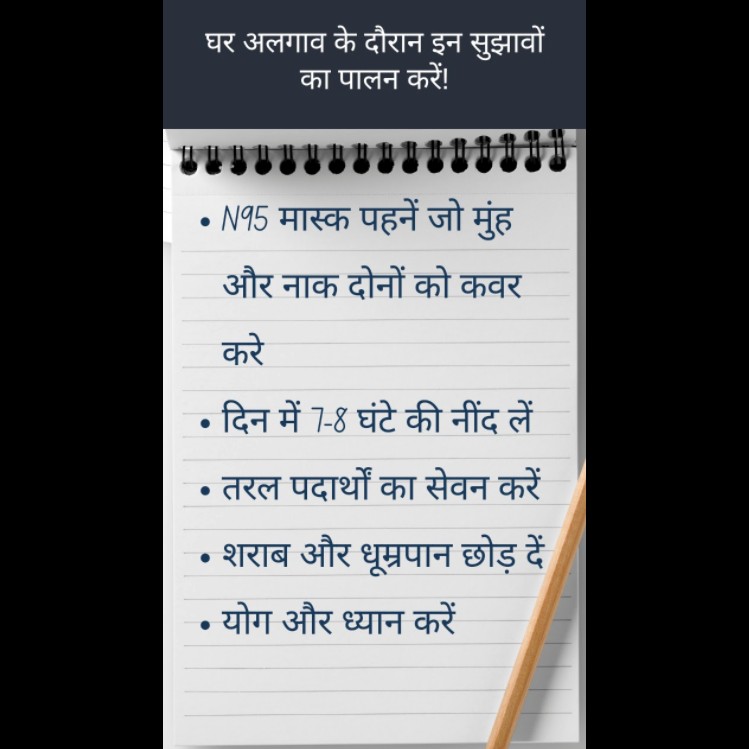 घर अलगाव के दौरान इन सुझावों
का पालन करें!
• N95 मास्क पहनें जो मुंह
और नाक दोनों को कवर
करे
• दिन में 7-8 घंटे की नींद लें
• तरल पदार्थों का सेवन करें
• शराब और धूम्रपान छोड़ दें
• योग और ध्यान करें